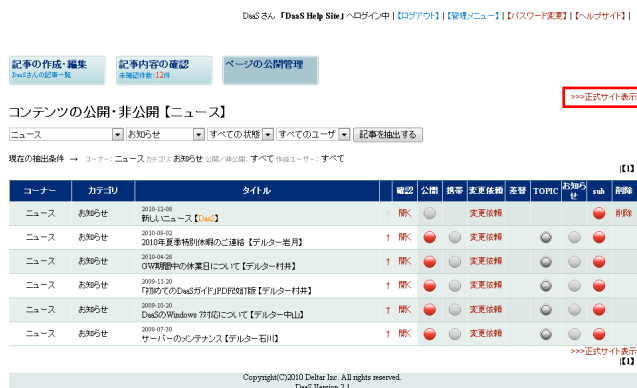 DaaSさん 「DaaS Help Site」へログイン中 | 【ログアウト】 | 【管理メニュー】 | 【パスワード変更】 | 【ヘルプサイト】 |
記事の作成・編集
DaaSさんの記事一覧
記事内容の確認
未確認件数：12件
ページの公開管理
>>>正式サイト表示
コンテンツの公開・非公開【ニュース】
ニュース お知らせ すべての状態 すべてのユーザ 記事を抽出する
現在の抽出条件 → コーナー：ニュース カテゴリ：お知らせ 公開／非公開：すべて 作成ユーザー：すべて
|【1】
コーナー カテゴリ タイトル 確認 公開 携帯 変更依頼 差替 TOPIC お知らせ sub 削除
2010-12-08
ニュース お知らせ 新しいニュース【DaaS】 ↑ 開く 変更依頼 削除
2010-08-02
ニュース お知らせ 2010年夏季特別休暇のご連絡【デルター岩月】 ↑ 開く 変更依頼
2010-04-28
ニュース お知らせ GW期間中の休業日について【デルター村井】 ↑ 開く 変更依頼
2009-11-20
ニュース お知らせ 「初めてのDaaSガイド」PDF改訂版【デルター村井】 ↑ 開く 変更依頼
2009-10-20
ニュース お知らせ DaaSのWindows 7対応について【デルター中山】 ↑ 開く 変更依頼
2008-07-30
ニュース お知らせ サーバーのメンテナンス【デルター石川】 ↑ 開く 変更依頼
>>>正式サイト表示
|【1】
Copyright(C)2010 Deltar Inc. All rights reserved.
DaaS Version 2.1